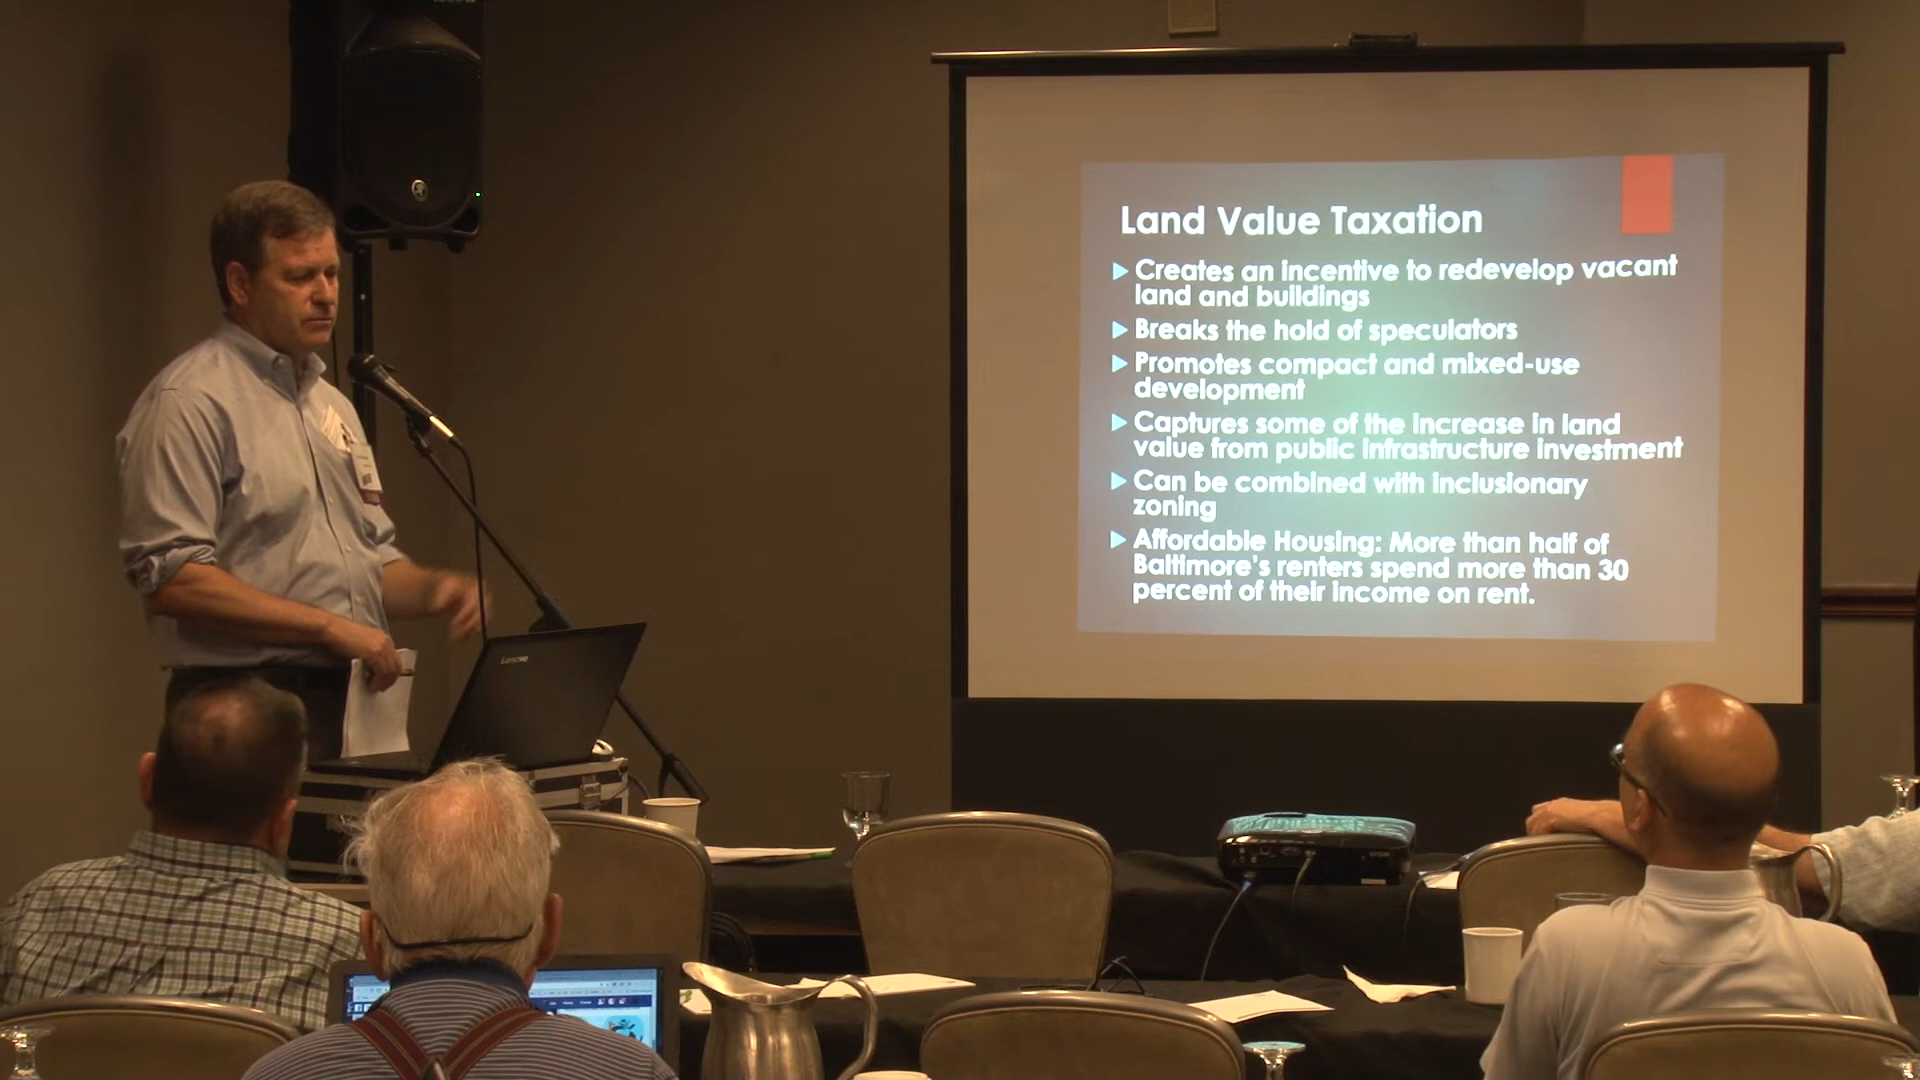 Land Value Taxation
Creates an incentive to redevelop vacant
land and buildings
Breaks the hold of speculators
Promotes compact and mixed-use
development
Captures some of the increase in land
value from public infrastructure investment
Can be combined with inclusionary
zoning
Affordable Housing: More than half of
Baltimore's renters spend more than 30
percent of their income on rent.
Lenovo